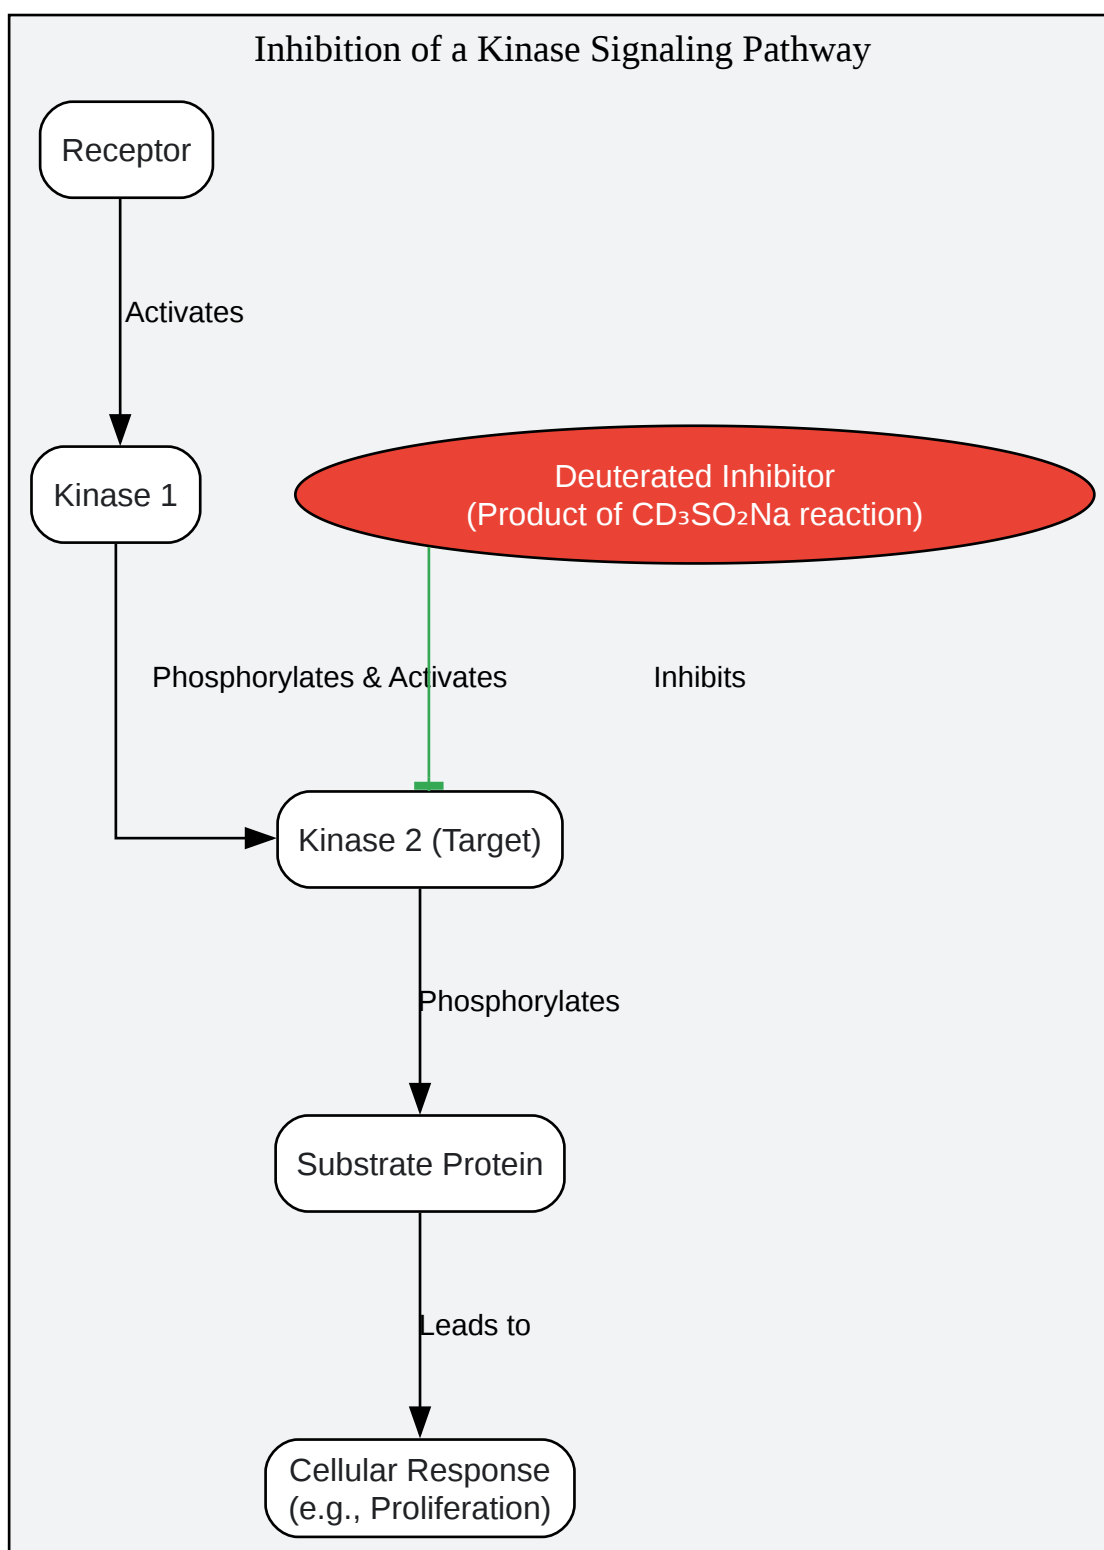 Inhibition of a Kinase Signaling Pathway
Receptor
Activates
Kinase 1
Deuterated Inhibitor
(Product of CD₃SO₂Na reaction)
Phosphorylates & Activates
Inhibits
Kinase 2 (Target)
Phosphorylates
Substrate Protein
Leads to
Cellular Response
(e.g., Proliferation)